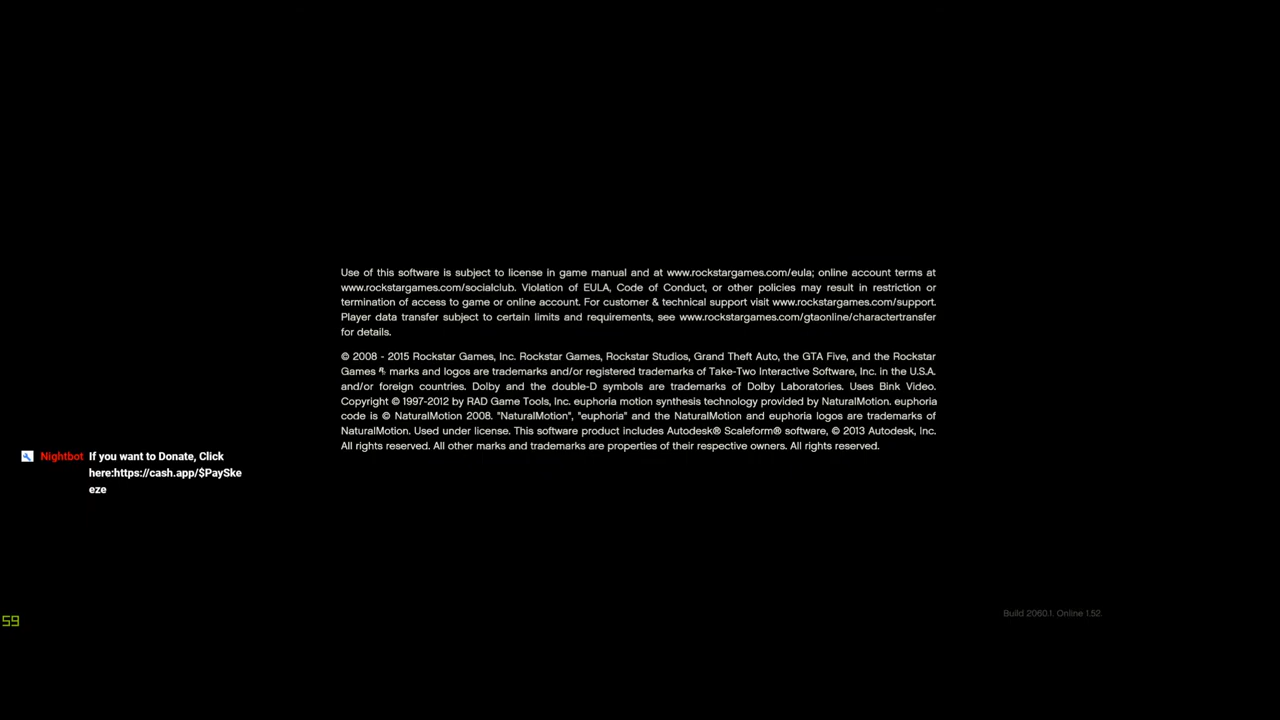 Use of this software is subject to license in game manual and at www.rockstargames.com/eula; online account terms at
www.rockstargames.com/socialclub. Violation of EULA, Code of Conduct, or other policies may result in restriction or
termination of access to game or online account. For customer & technical support visit www.rockstargames.com/support.
Player data transfer subject to certain limits and requirements, see www.rockstargames.com/gtaonline/charactertransfer
for details.
© 2008 - 2015 Rockstar Games, Inc. Rockstar Games, Rockstar Studios, Grand Theft Auto, the GTA Five, and the Rockstar
Games R* marks and logos are trademarks and/or registered trademarks of Take-Two Interactive Software, Inc. in the U.S.A.
and/or foreign countries. Dolby and the double-D symbols are trademarks of Dolby Laboratories. Uses Bink Video.
Copyright © 1997-2012 by RAD Game Tools, Inc. euphoria motion synthesis technology provided by NaturalMotion. euphoria
code is © NaturalMotion 2008. "NaturalMotion", "euphoria" and the NaturalMotion and euphoria logos are trademarks of
NaturalMotion. Used under license. This software product includes Autodesk® Scaleform® software, © 2013 Autodesk, Inc.
All rights reserved. All other marks and trademarks are properties of their respective owners. All rights reserved.
Nightbot If you want to Donate, Click
here:https://cash.app/$PaySke
eze
Build 2060.1. Online 1.52.
59